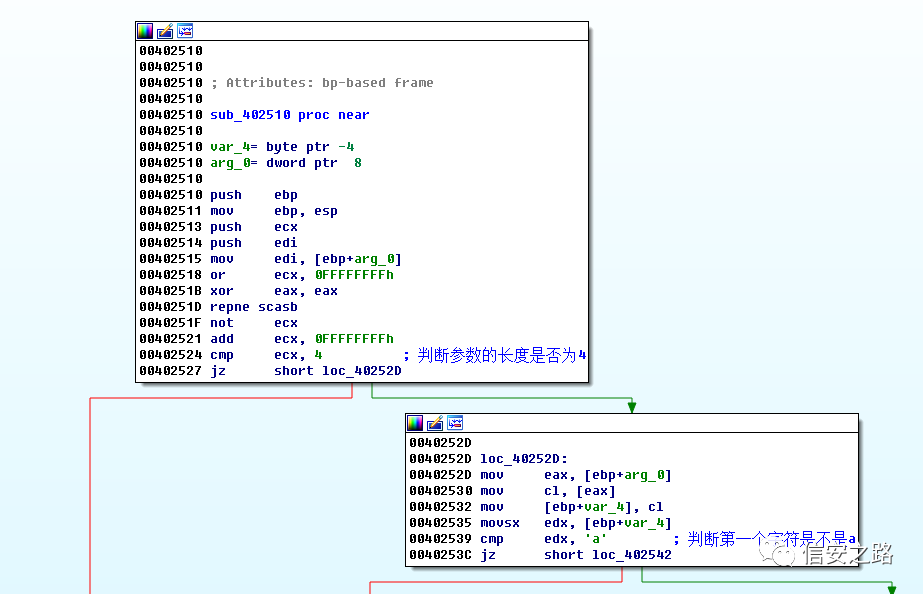 00402510
00402510
00402510 ; Attributes: bp-based frame
00402510
00402510 sub_402510 proc near
00402510
00402510 var_4= byte ptr -4
00402510 arg_0= dword ptr  8
00402510
00402510 push    ebp
00402511 mov     ebp, esp
00402513 push    ecx
00402514 push    edi
00402515 mov     edi, [ebp+arg_0]
00402518 or      ecx, 0FFFFFFFFh
0040251B xor     eax, eax
0040251D repne scasb
0040251F not     ecx
00402521 add     ecx, 0FFFFFFFFh
00402524 cmp     ecx, 4          ; 判断参数的长度是否为4
00402527 jz      short loc_40252D
0040252D
0040252D loc_40252D:
0040252D mov     eax, [ebp+arg_0]
00402530 mov     cl, [eax]
00402532 mov     [ebp+var_4], cl
00402535 movsx   edx, [ebp+var_4]
00402539 cmp     edx, 'a'        ; 判断第一个字符是不是a
0040253C jz      short loc_402542
信安之路